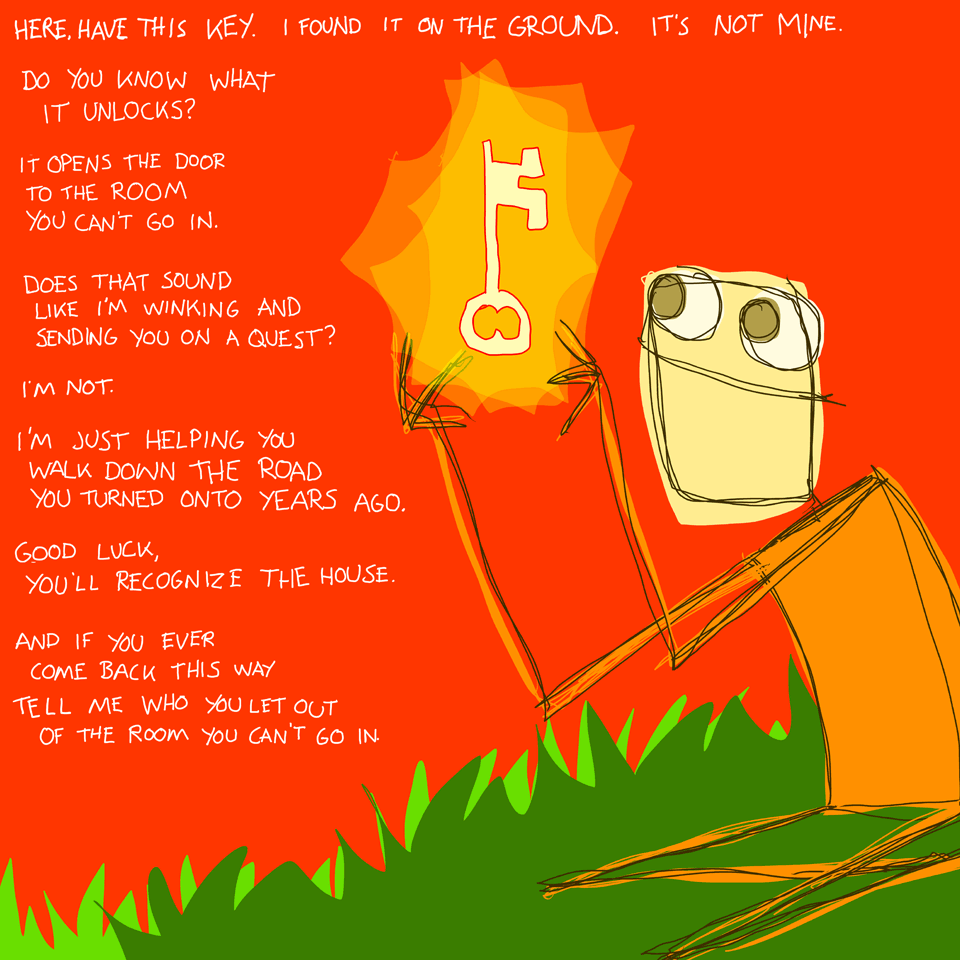 HERE, HAVE THIS KEY. I FOUND IT ON THE GROUND. IT'S NOT MINE.
DO YOU KNOW WHAT
IT UNLOCKS?
IT OPENS THE DOOR
TO THE ROOM
YOU CAN'T GO IN.
DOES THAT SOUND
LIKE I'M WINKING AND
SENDING YOU ON A QUEST?
I'M NOT.
I'M JUST HELPING YOU
WALK DOWN THE ROAD
YOU TURNED ONTO YEARS AGO.
GOOD LUCK,
YOU'LL RECOGNIZE THE HOUSE.
AND IF YOU EVER
COME BACK THIS WAY
TELL ME WHO YOU LET OUT
OF THE ROOM YOU CAN'T GO IN.